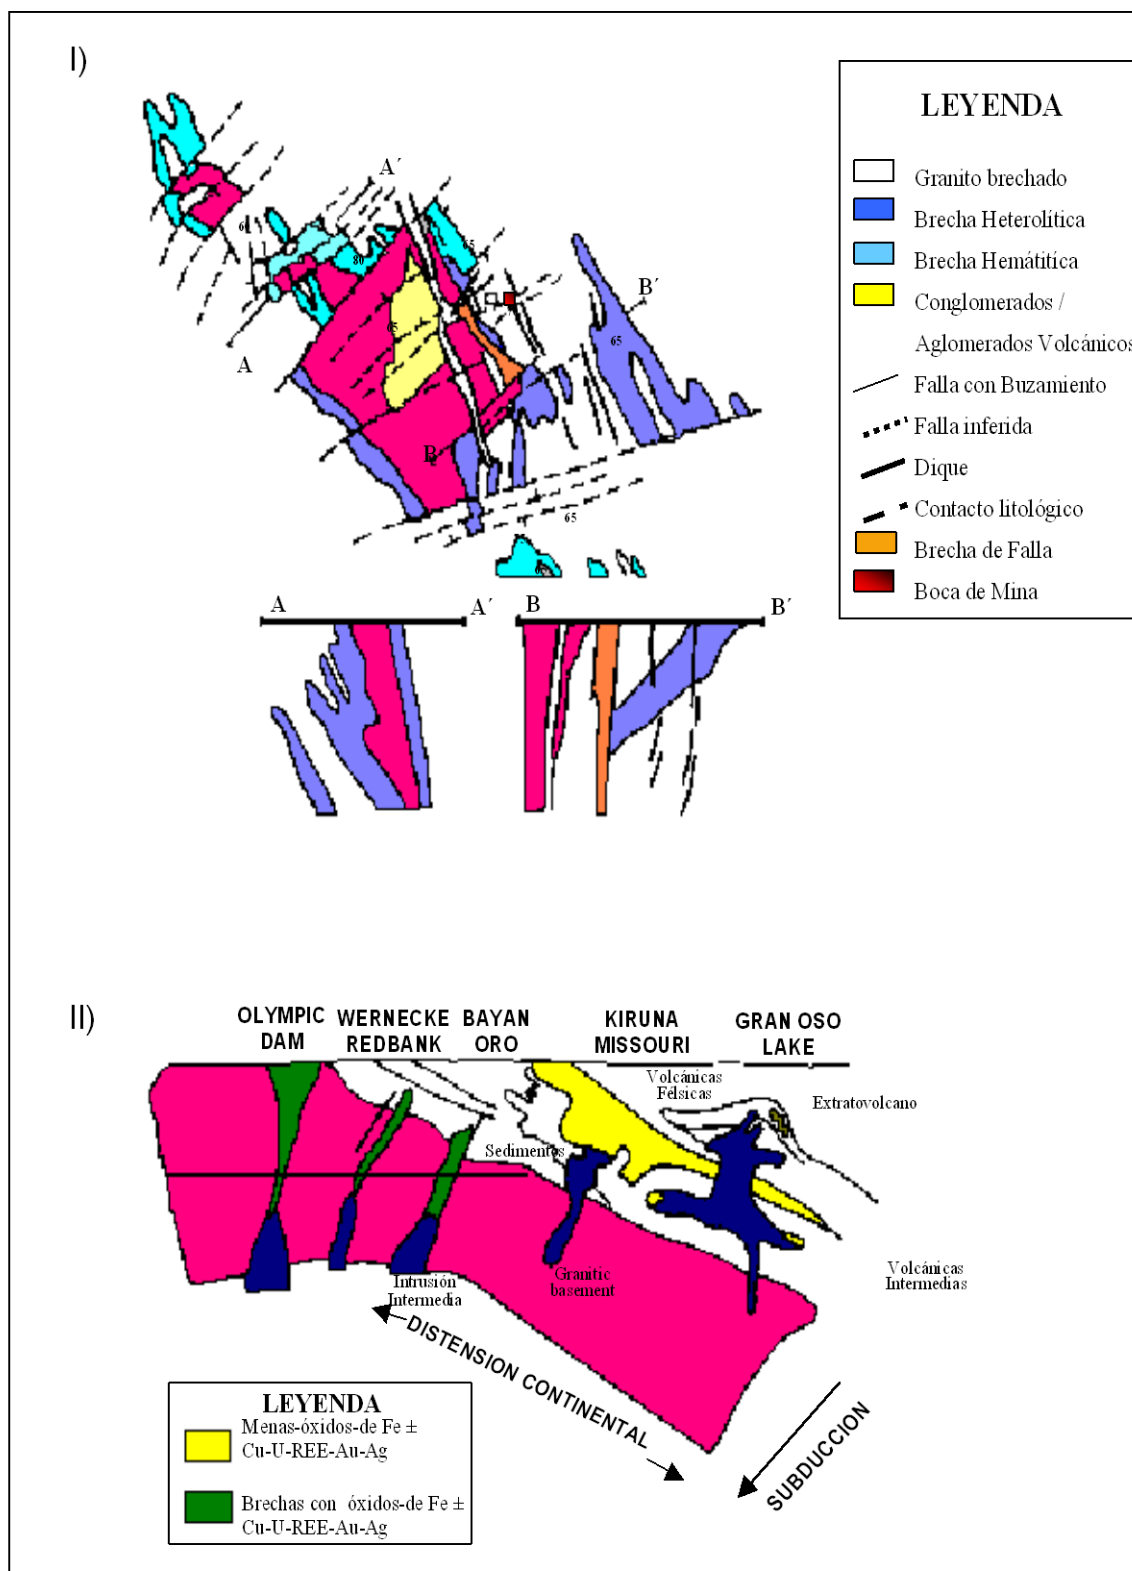 I)
LEYENDA
Granito brechado
Brecha Heterolítica
Brecha Hemátitíca
Conglomerados /
Aglomerados Volcánicos
Falla con Buzamiento
Falla inferida
Dique
Contacto litológico
Brecha de Falla
Boca de Mina
A´
65
80
B´
65
65
A
B´
65
A
A´
B
B´
II)
OLYMPIC
DAM
WERNECKE
REDBANK
BAYAN
ORO
KIRUNA
MISSOURI
GRAN OSO
LAKE
Volcánicas
Félsicas
Extratovolcano
Sedimentos
Intrusión
Intermedia
Granitic
basement
Volcánicas
Intermedias
DISTENSION CONTINENTAL
SUBDUCCION
LEYENDA
Menas-óxidos-de Fe ±
Cu-U-REE-Au-Ag
Brechas con óxidos-de Fe ±
Cu-U-REE-Au-Ag